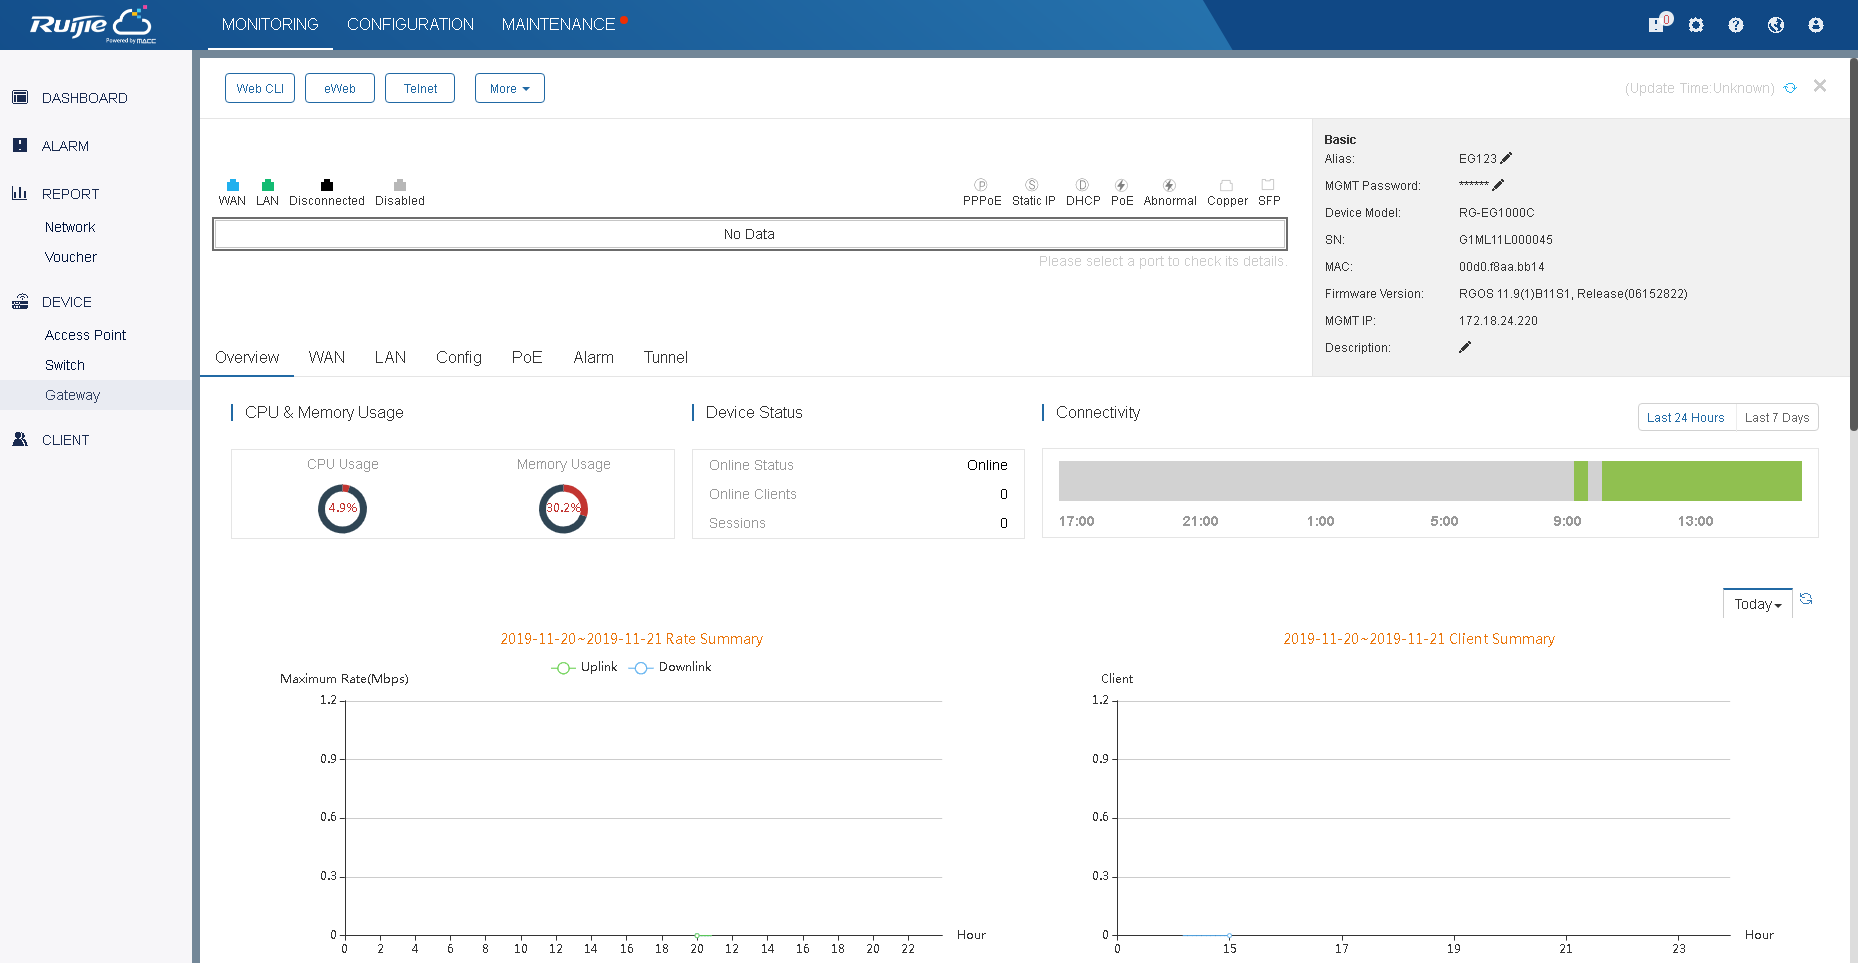 Ruijie
Powered by MACC
MONITORING CONFIGURATION MAINTENANCE
0
DASHBOARD
ALARM
REPORT
Network
Voucher
DEVICE
Access Point
Switch
Gateway
CLIENT
Web CLI eWeb Telnet More
(Update Time:Unknown)
WAN LAN Disconnected Disabled
P S D
PPPoE Static IP DHCP PoE Abnormal Copper SFP
No Data
Please select a port to check its details.
Basic
Alias: EG123
MGMT Password: ******
Device Model: RG-EG1000C
SN: G1ML11L000045
MAC: 00d0.f8aa.bb14
Firmware Version: RGOS 11.9(1)B11S1, Release(06152822)
MGMT IP: 172.18.24.220
Description:
Overview WAN LAN Config PoE Alarm Tunnel
CPU & Memory Usage
CPU Usage Memory Usage
4.9% 30.2%
Device Status
Online Status Online
Online Clients 0
Sessions 0
Connectivity
Last 24 Hours Last 7 Days
17:00 21:00 1:00 5:00 9:00 13:00
Today
2019-11-20~2019-11-21 Rate Summary
Uplink Downlink
Maximum Rate(Mbps)
1.2
0.9
0.6
0.3
0
0 2 4 6 8 10 12 14 16 18 20 12 14 16 18 20 22
Hour
2019-11-20~2019-11-21 Client Summary
Client
1.2
0.9
0.6
0.3
0
0 15 17 19 21 23
Hour